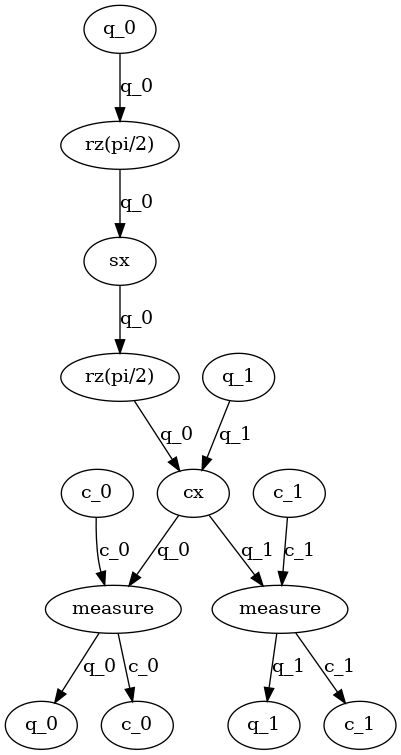 q_0
q_0
rz(pi/2)
q_0
sx
q_0
rz(pi/2)
q_1
q_0
q_1
c_0
cx
c_1
c_0
q_0
q_1
c_1
measure
measure
q_0
c_0
q_1
c_1
q_0
c_0
q_1
c_1